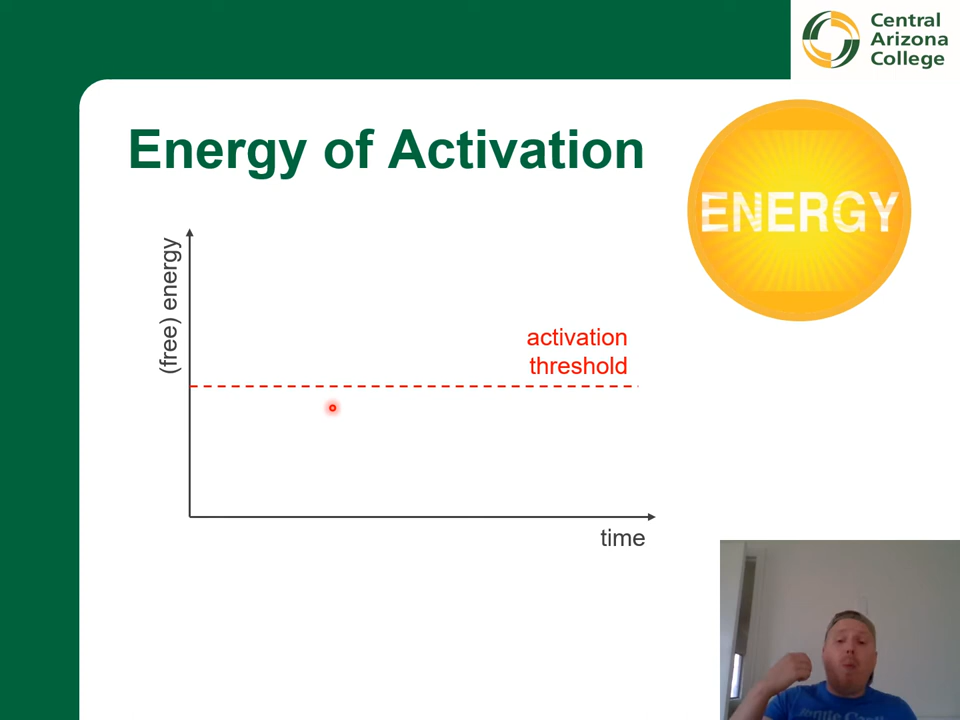 Central
Arizona
College
Energy of Activation
ENERGY
(free) energy
activation
threshold
time